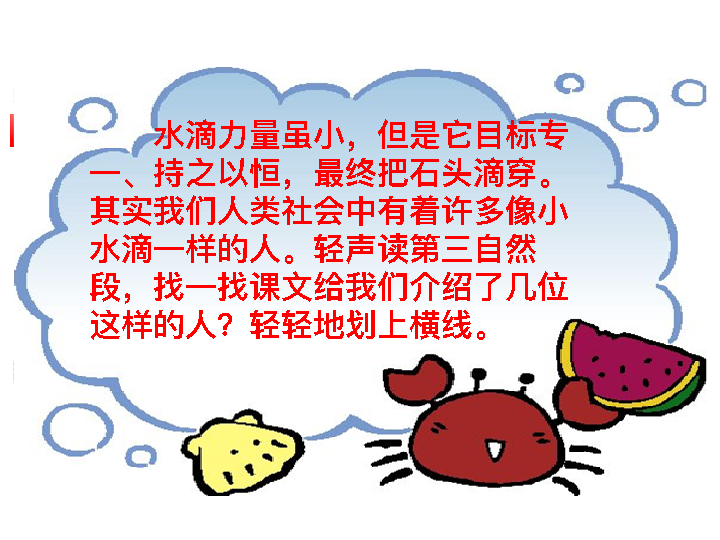 水滴力量虽小，但是它目标专
一、持之以恒，最终把石头滴穿。
其实我们人类社会中有着许多像小
水滴一样的人。轻声读第三自然
段，找一找课文给我们介绍了几位
这样的人？轻轻地划上横线。